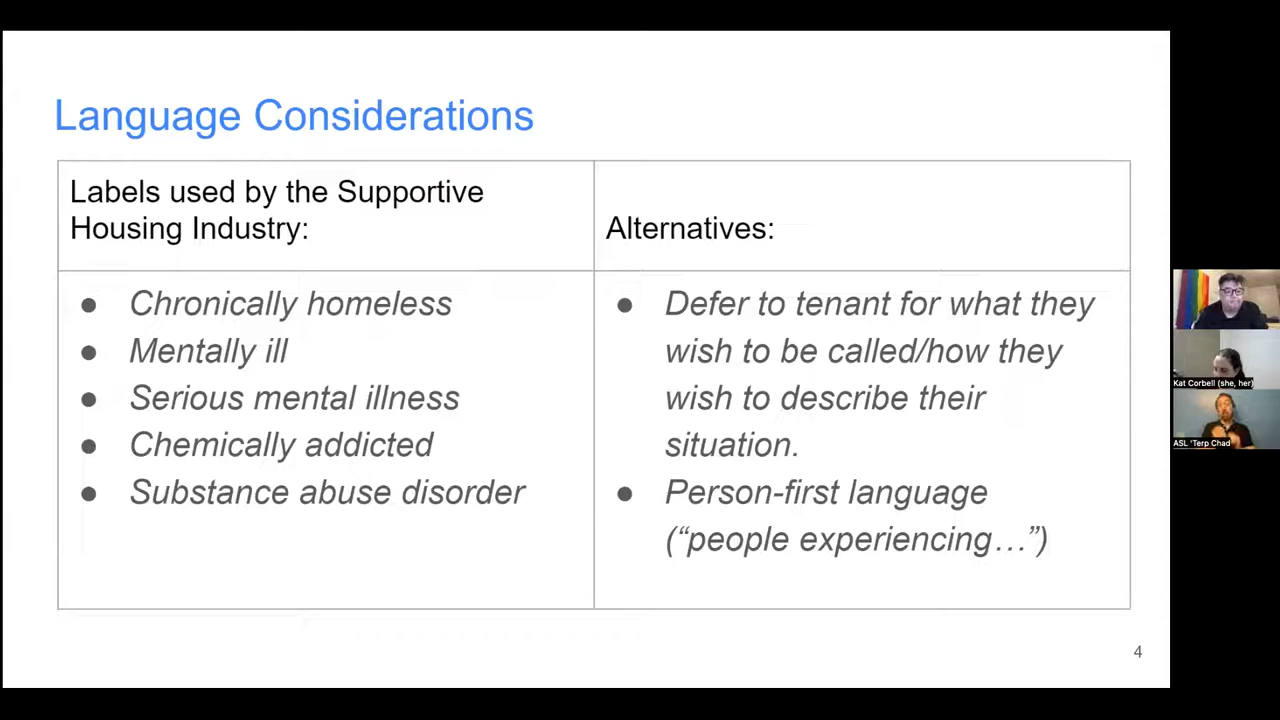 Language Considerations
Labels used by the Supportive
Housing Industry:
Alternatives:
● Chronically homeless
● Mentally ill
● Serious mental illness
● Chemically addicted
● Substance abuse disorder
● Defer to tenant for what they
wish to be called/how they
wish to describe their
situation.
● Person-first language
(“people experiencing…”)
4
Kat Corbell (she, her)
ASL 'Terp Chad